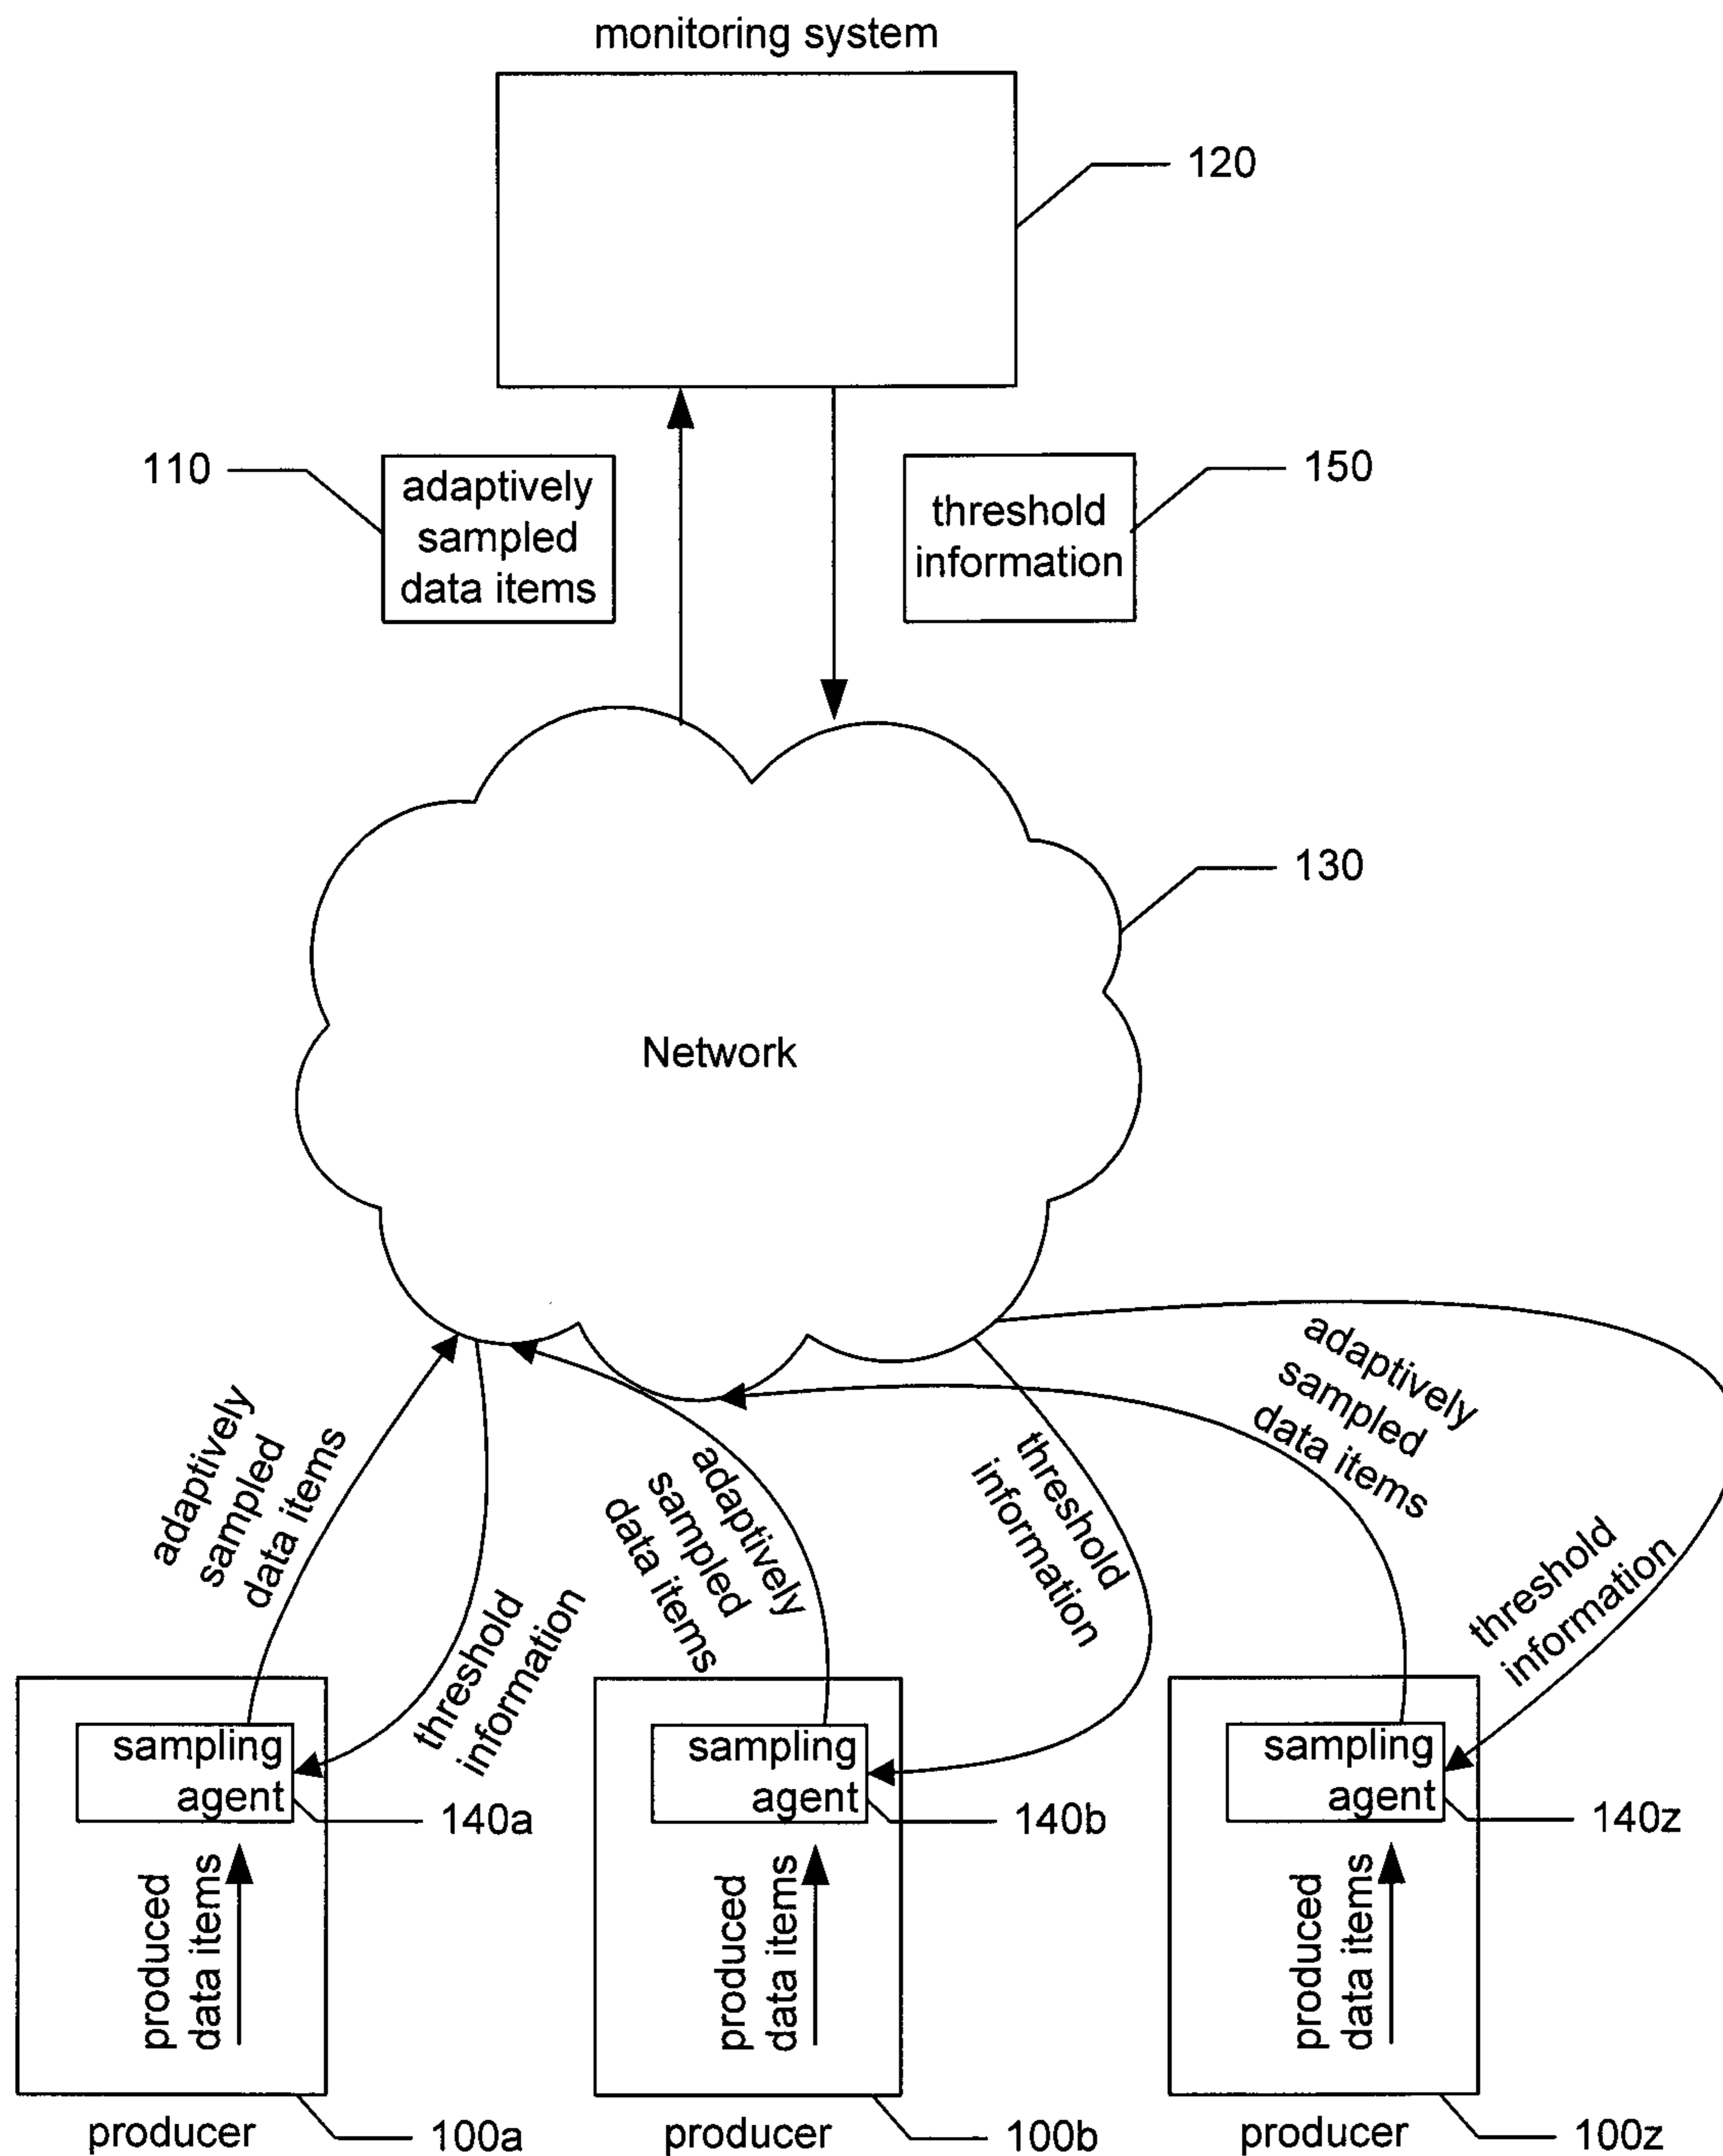 monitoring system
120
110
adaptively
sampled
data items
threshold
information
150
130
Network
adaptively
sampled
data items
threshold
information
adaptively
sampled
data items
threshold
information
adaptively
sampled
data items
threshold
information
sampling
agent
140a
produced
data items
producer
100a
sampling
agent
140b
produced
data items
producer
100b
sampling
agent
140z
produced
data items
producer
100z